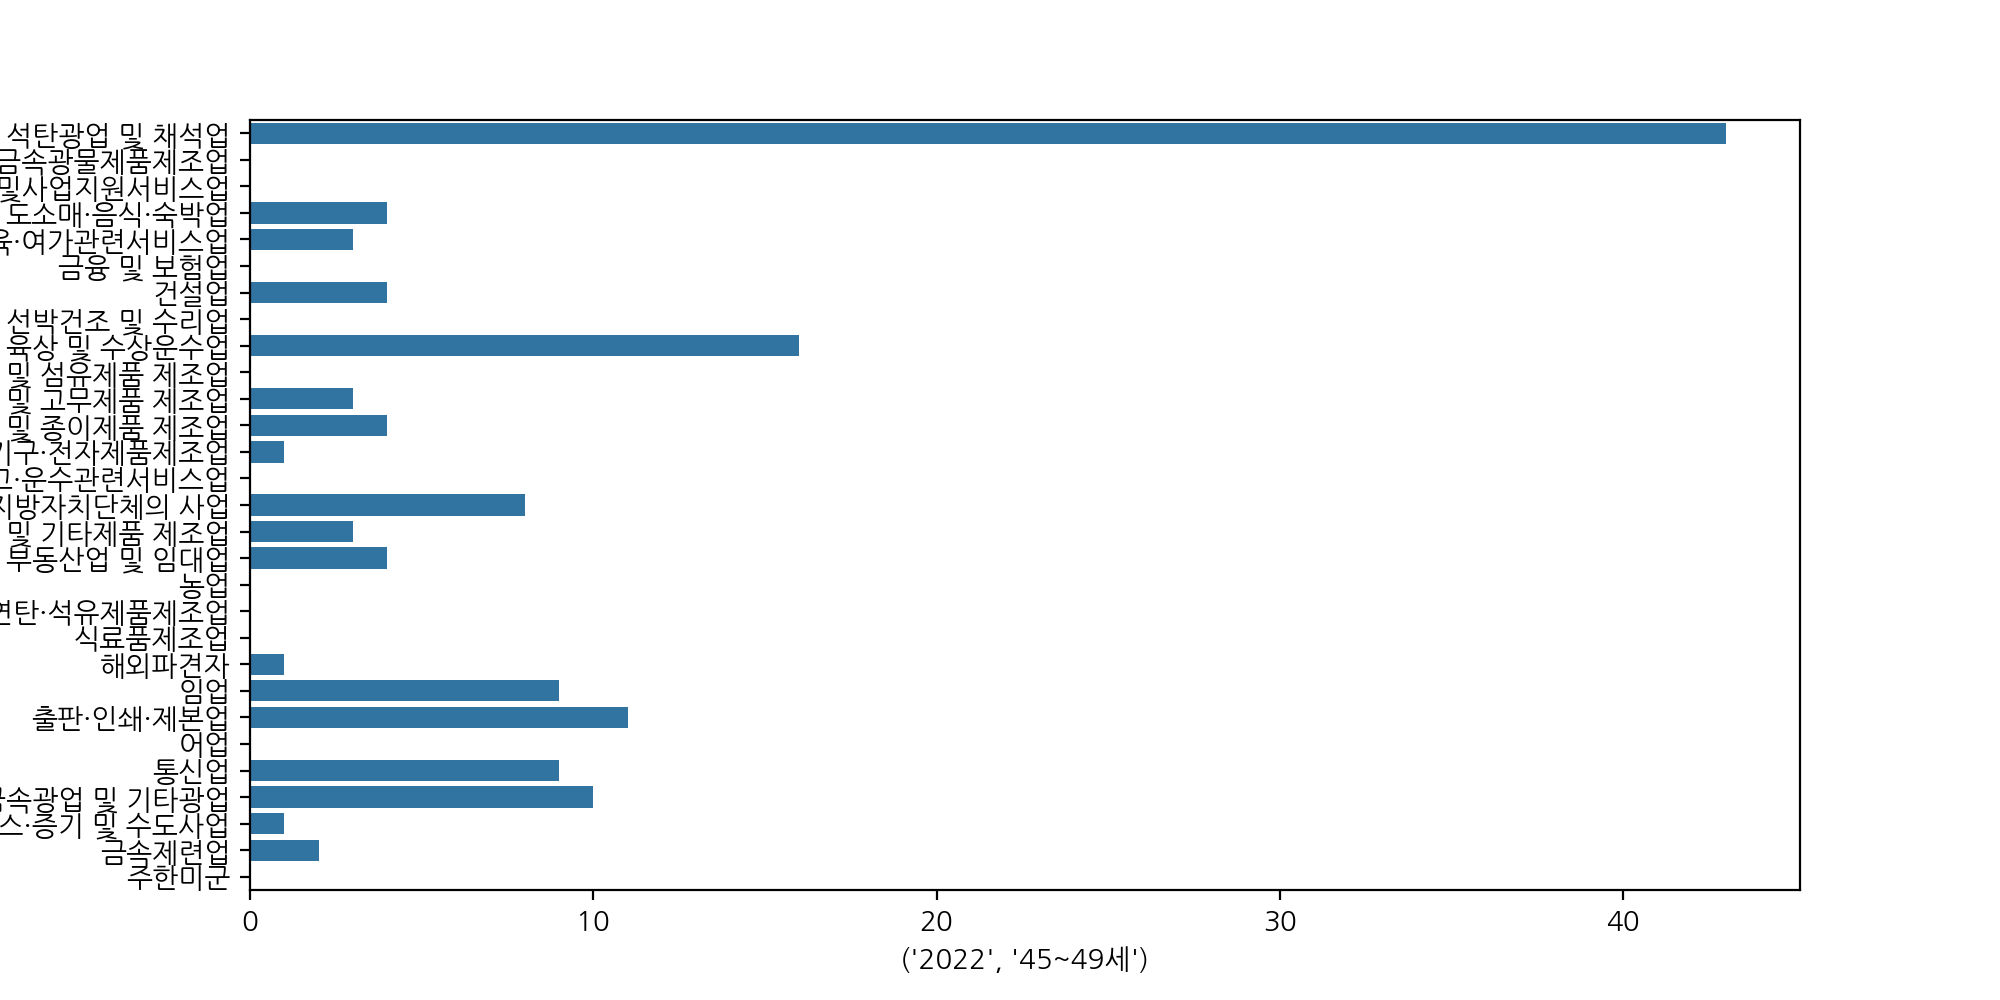 석탄광업 및 채석업
금속광물제품제조업
및사업지원서비스업
도소매·음식·숙박업
육·여가관련서비스업
금융 및 보험업
건설업
선박건조 및 수리업
육상 및 수상운수업
및 섬유제품 제조업
및 고무제품 제조업
및 종이제품 제조업
기구·전자제품제조업
고·운수관련서비스업
지방자치단체의 사업
및 기타제품 제조업
부동산업 및 임대업
농업
연탄·석유제품제조업
식료품제조업
해외파견자
임업
출판·인쇄·제본업
어업
통신업
금속광업 및 기타광업
스·증기 및 수도사업
금속제련업
주한미군
0 10 20 30 40
('2022', '45~49세')